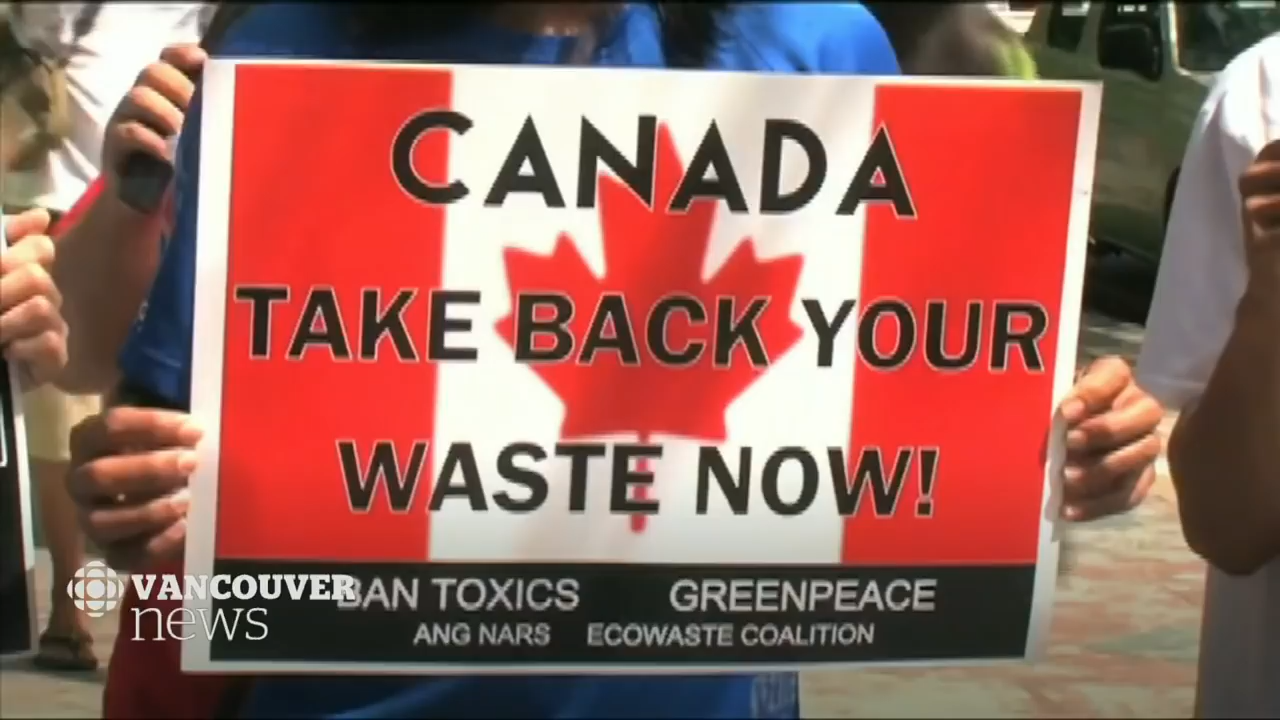 CANADA
TAKE BACK YOUR
WASTE NOW!
BAN TOXICS GREENPEACE
ANG NARS ECOWASTE COALITION
VANCOUVER
news